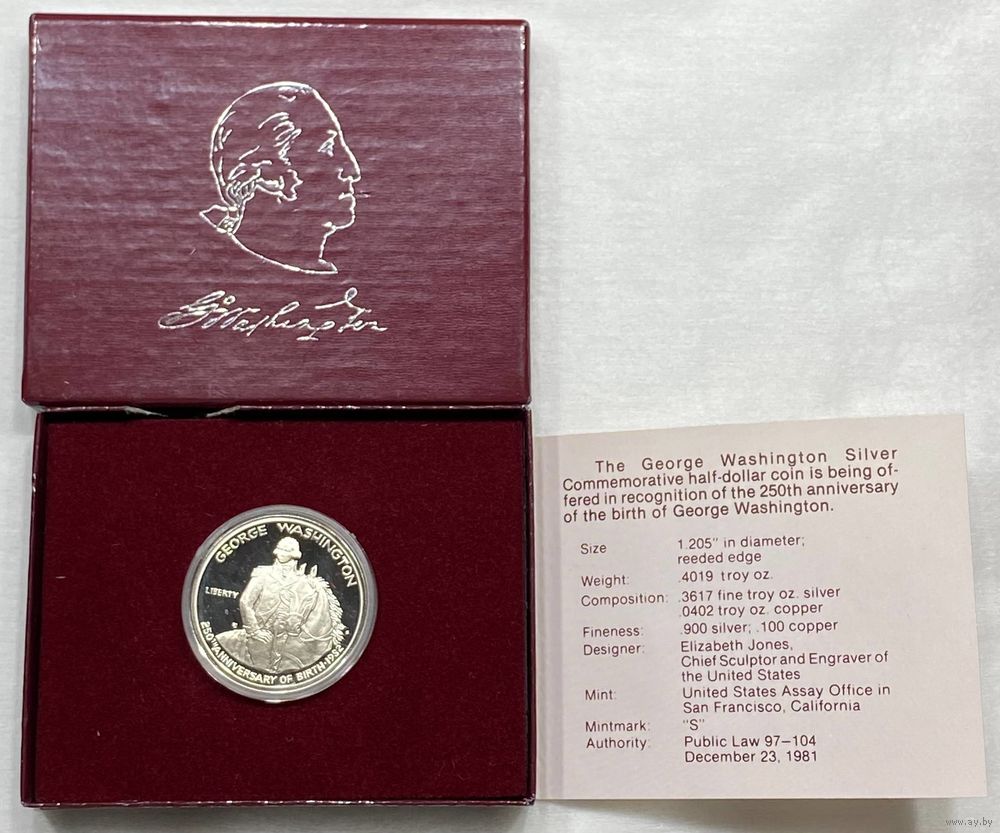 G Washington
GEORGE WASHINGTON
LIBERTY
250TH ANNIVERSARY OF BIRTH 1982
The George Washington Silver
Commemorative half-dollar coin is being of-
fered in recognition of the 250th anniversary
of the birth of George Washington.
Size 1.205" in diameter;
reeded edge
Weight: .4019 troy oz.
Composition: .3617 fine troy oz. silver
.0402 troy oz. copper
Fineness: .900 silver; .100 copper
Designer: Elizabeth Jones,
Chief Sculptor and Engraver of
the United States
Mint: United States Assay Office in
San Francisco, California
Mintmark: "S"
Authority: Public Law 97–104
December 23, 1981
www.ay.by